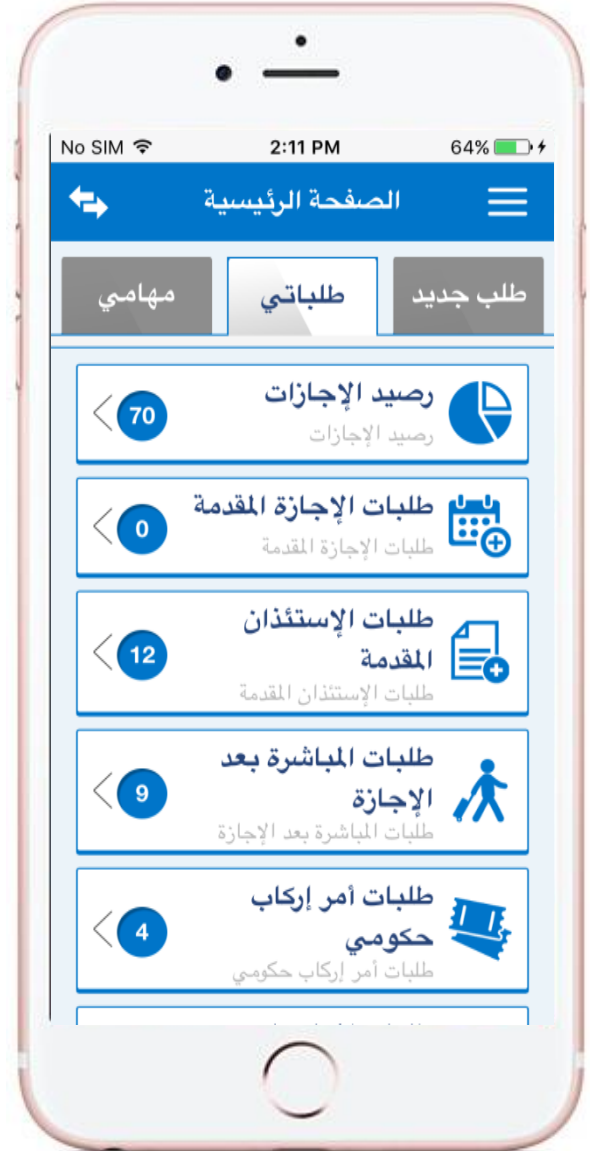 No SIM 2:11 PM 64%
الصفحة الرئيسية
طلب جديد طلباتي مهامي
رصيد الإجازات
رصيد الإجازات
70
طلبات الإجازة المقدمة
طلبات الإجازة المقدمة
0
طلبات الإستئذان
المقدمة
طلبات الإستئذان المقدمة
12
طلبات المباشرة بعد
الإجازة
طلبات المباشرة بعد الإجازة
9
طلبات أمر إركاب
حكومي
طلبات أمر إركاب حكومي
4